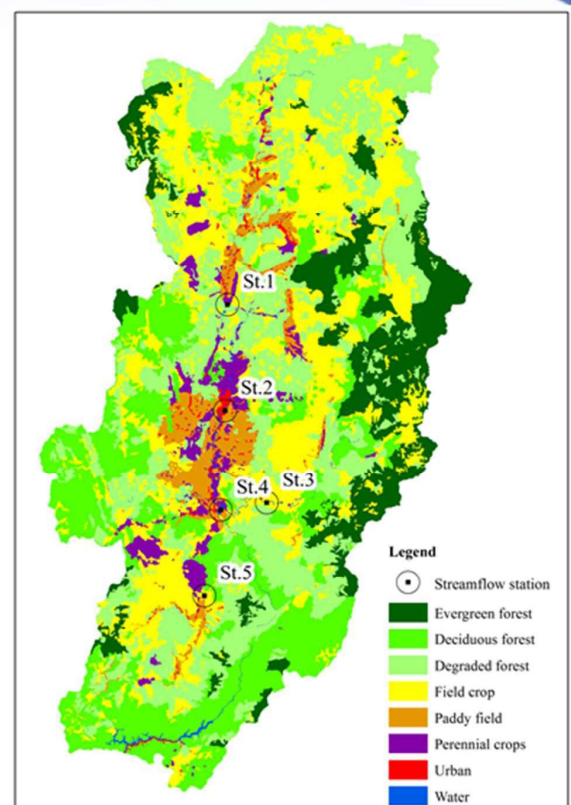 St.1
St.2
St.3
St.4
St.5
Legend
Streamflow station
Evergreen forest
Deciduous forest
Degraded forest
Field crop
Paddy field
Perennial crops
Urban
Water